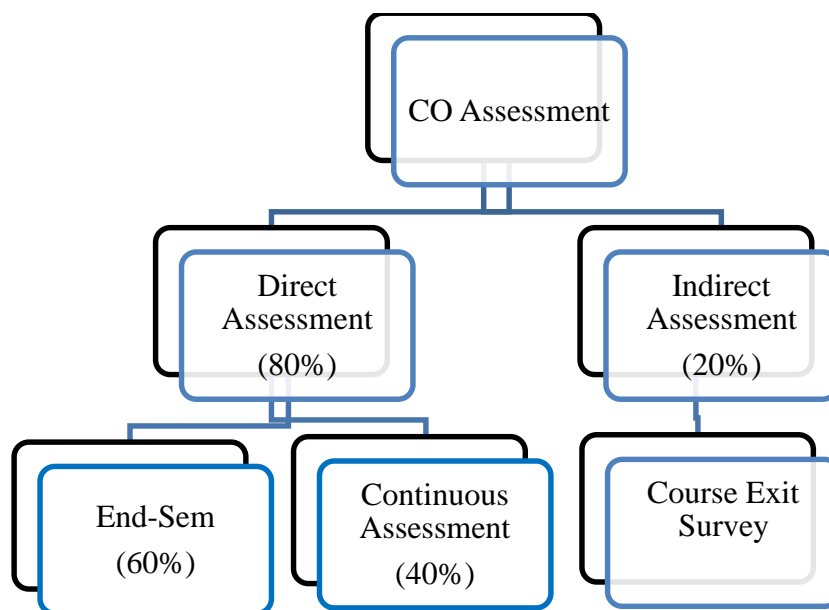 CO Assessment
Direct
Assessment
(80%)
Indirect
Assessment
(20%)
End-Sem
(60%)
Continuous
Assessment
(40%)
Course Exit
Survey